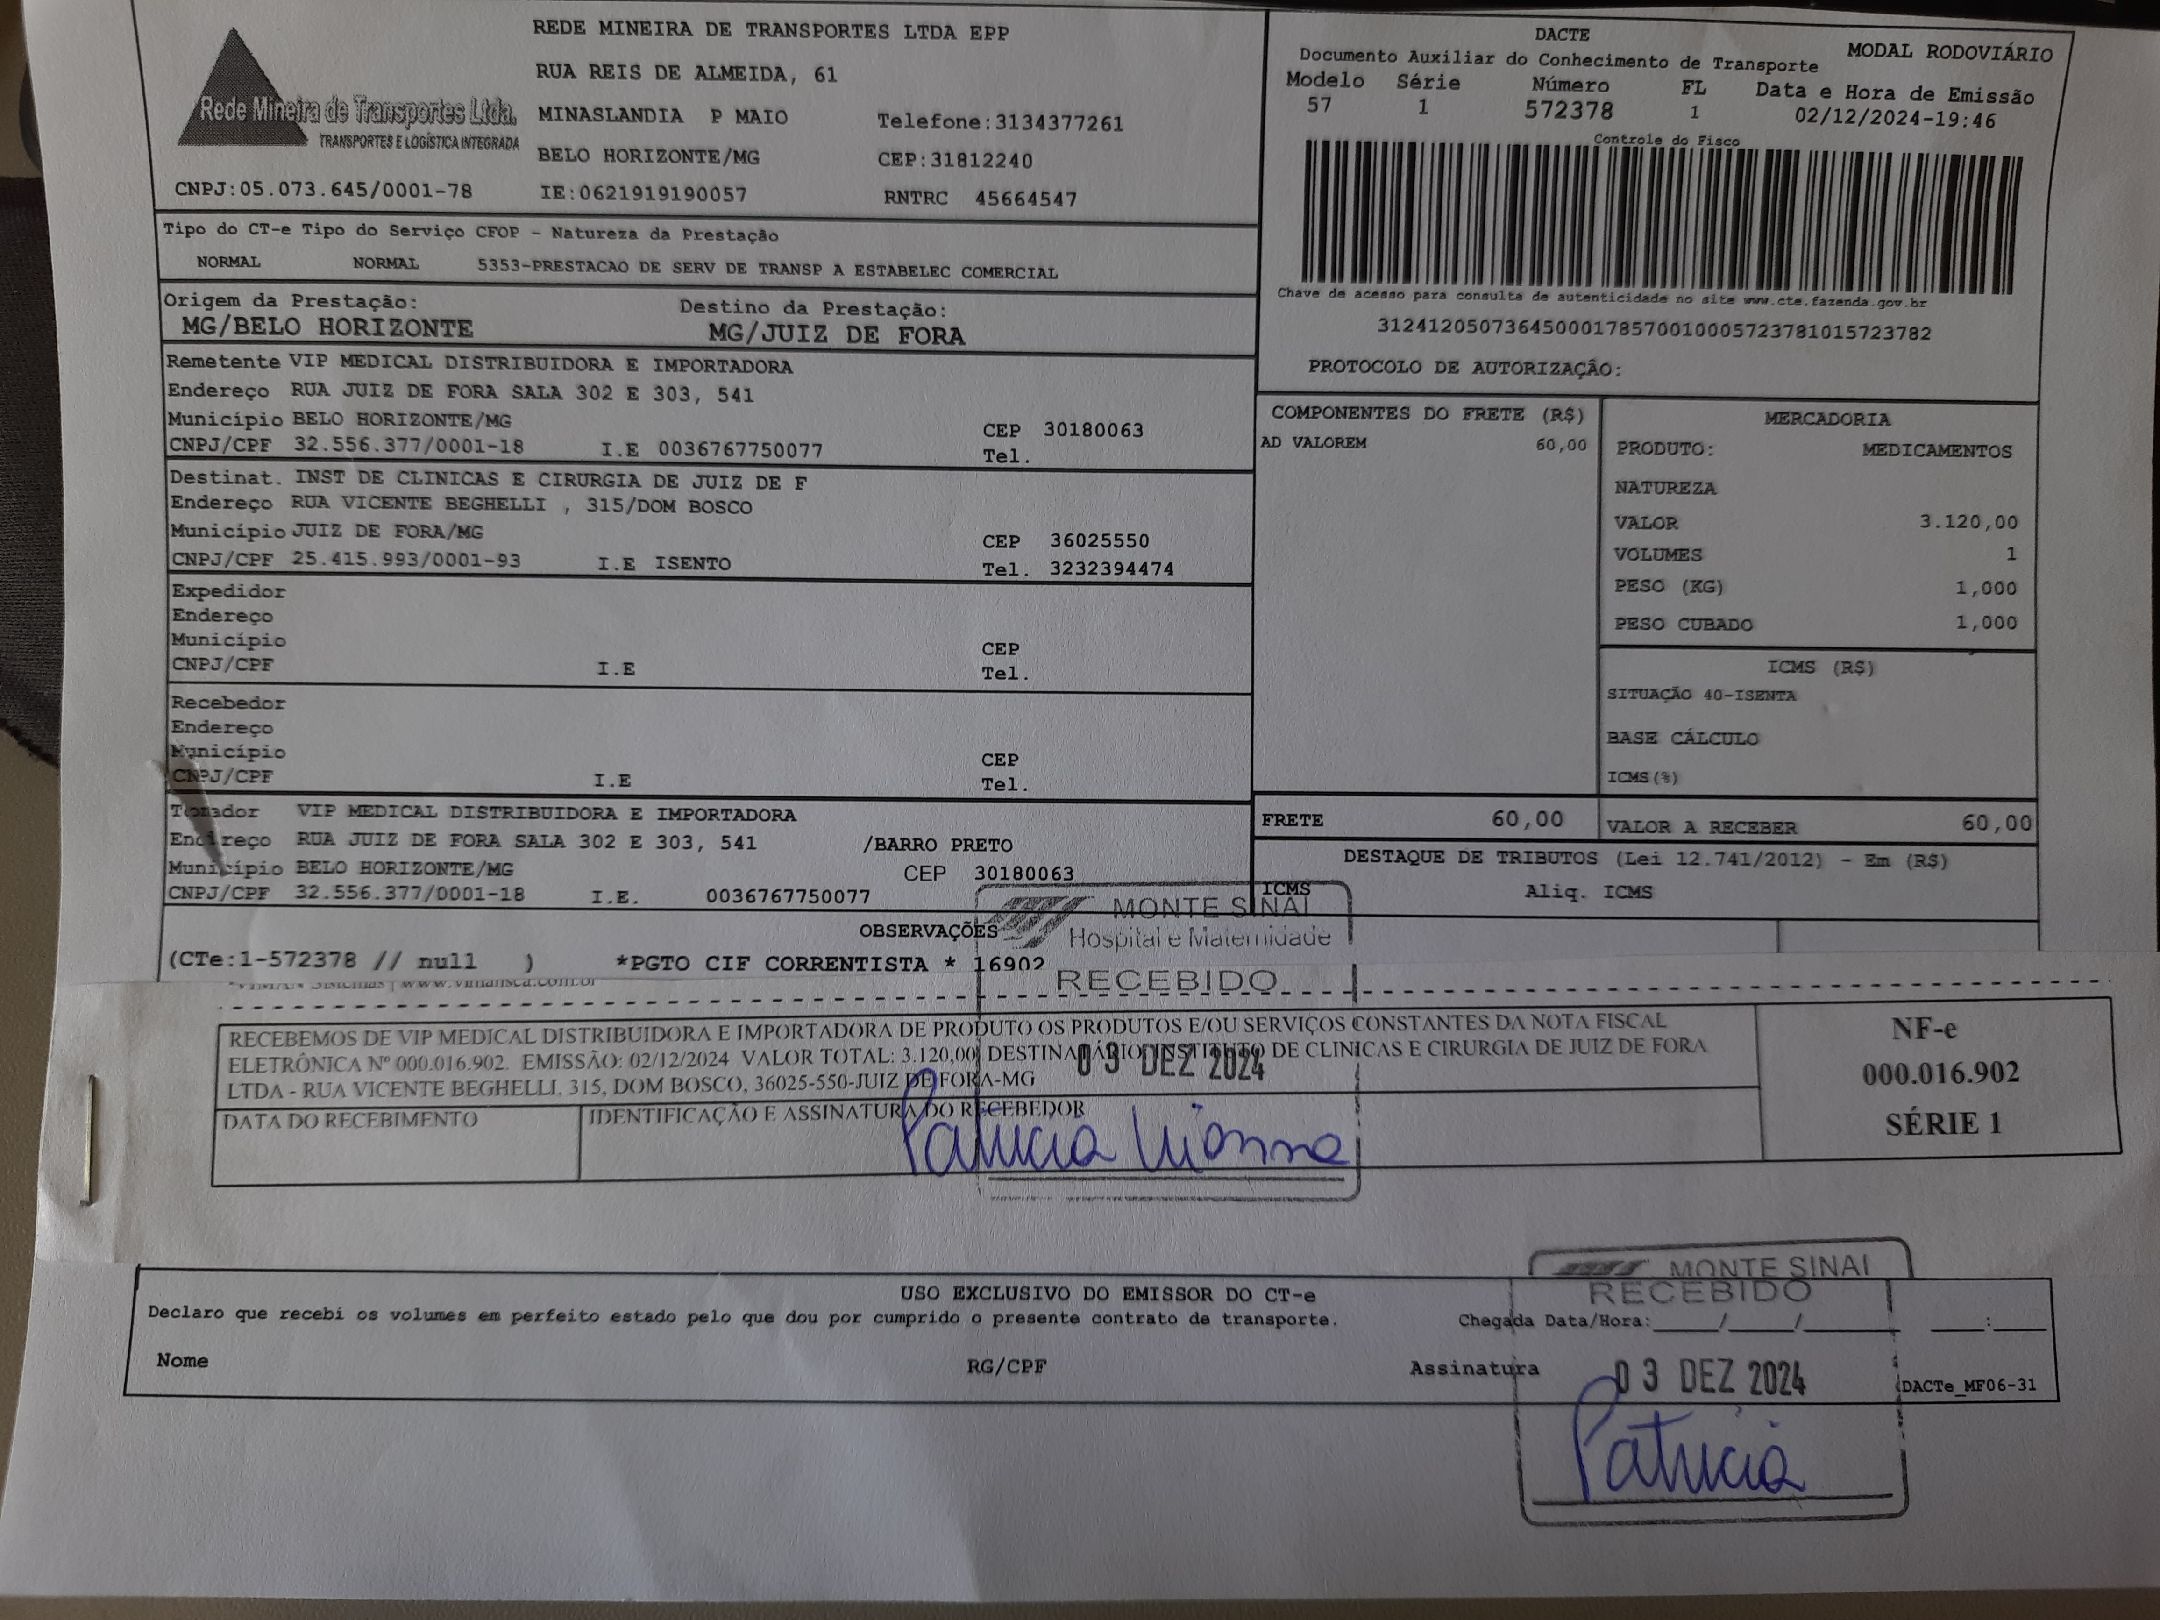 REDE MINEIRA DE TRANSPORTES LTDA EPP
RUA REIS DE ALMEIDA, 61
Rede Mineira de Transportes Ltda.
TRANSPORTES E LOGÍSTICA INTEGRADA
MINASLANDIA P MAIO Telefone:3134377261
BELO HORIZONTE/MG CEP:31812240
CNPJ:05.073.645/0001-78 IE:0621919190057 RNTRC 45664547
DACTE
Documento Auxiliar do Conhecimento de Transporte MODAL RODOVIÁRIO
Modelo Série Número FL Data e Hora de Emissão
57 1 572378 1 02/12/2024-19:46
Controle do Fisco
Chave de acesso para consulta de autenticidade no site www.cte.fazenda.gov.br
31241205073645000178570010005723781015723782
PROTOCOLO DE AUTORIZAÇÃO:
Tipo do CT-e Tipo do Serviço CFOP - Natureza da Prestação
NORMAL NORMAL 5353-PRESTACAO DE SERV DE TRANSP A ESTABELEC COMERCIAL
Origem da Prestação: Destino da Prestação:
MG/BELO HORIZONTE MG/JUIZ DE FORA
Remetente VIP MEDICAL DISTRIBUIDORA E IMPORTADORA
Endereço RUA JUIZ DE FORA SALA 302 E 303, 541
Município BELO HORIZONTE/MG CEP 30180063
CNPJ/CPF 32.556.377/0001-18 I.E 0036767750077 Tel.
Destinat. INST DE CLINICAS E CIRURGIA DE JUIZ DE F
Endereço RUA VICENTE BEGHELLI , 315/DOM BOSCO
Município JUIZ DE FORA/MG CEP 36025550
CNPJ/CPF 25.415.993/0001-93 I.E ISENTO Tel. 3232394474
Expedidor
Endereço
Município CEP
CNPJ/CPF I.E Tel.
Recebedor
Endereço
Município CEP
CNPJ/CPF I.E Tel.
Tomador VIP MEDICAL DISTRIBUIDORA E IMPORTADORA
Endereço RUA JUIZ DE FORA SALA 302 E 303, 541 /BARRO PRETO
Município BELO HORIZONTE/MG CEP 30180063
CNPJ/CPF 32.556.377/0001-18 I.E. 0036767750077
COMPONENTES DO FRETE (R$)
AD VALOREM 60,00
MERCADORIA
PRODUTO: MEDICAMENTOS
NATUREZA
VALOR 3.120,00
VOLUMES 1
PESO (KG) 1,000
PESO CUBADO 1,000
ICMS (R$)
SITUAÇÃO 40-ISENTA
BASE CÁLCULO
ICMS(%)
FRETE 60,00 VALOR A RECEBER 60,00
DESTAQUE DE TRIBUTOS (Lei 12.741/2012) - Em (R$)
ICMS Aliq. ICMS
OBSERVAÇÕES
(CTe:1-572378 // null ) *PGTO CIF CORRENTISTA * 16902
MONTE SINAI
Hospital e Maternidade
RECEBIDO
03 DEZ 2024
Patricia Vianna
RECEBEMOS DE VIP MEDICAL DISTRIBUIDORA E IMPORTADORA DE PRODUTO OS PRODUTOS E/OU SERVIÇOS CONSTANTES DA NOTA FISCAL
ELETRÔNICA Nº 000.016.902. EMISSÃO: 02/12/2024 VALOR TOTAL: 3.120,00 DESTINATÁRIO: INSTITUTO DE CLINICAS E CIRURGIA DE JUIZ DE FORA
LTDA - RUA VICENTE BEGHELLI, 315, DOM BOSCO, 36025-550-JUIZ DE FORA-MG
DATA DO RECEBIMENTO IDENTIFICAÇÃO E ASSINATURA DO RECEBEDOR
NF-e
000.016.902
SÉRIE 1
USO EXCLUSIVO DO EMISSOR DO CT-e
Declaro que recebi os volumes em perfeito estado pelo que dou por cumprido o presente contrato de transporte. Chegada Data/Hora:____/____/______ ___:___
Nome RG/CPF Assinatura
DACTe_MF06-31
MONTE SINAI
RECEBIDO
03 DEZ 2024
Patricia